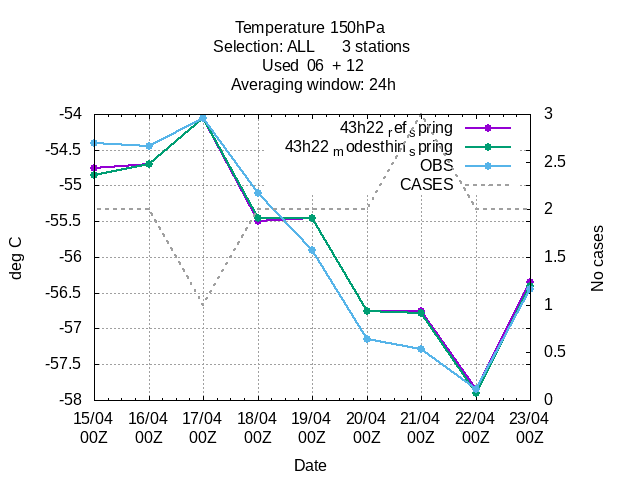 Temperature 150hPa
Selection: ALL 3 stations
Used 06 + 12
Averaging window: 24h
43h22_ref_spring
43h22_modesthir_spring
OBS
CASES
-54
-54.5
-55
-55.5
-56
-56.5
-57
-57.5
-58
3
2.5
2
1.5
1
0.5
0
deg C
No cases
15/04 16/04 17/04 18/04 19/04 20/04 21/04 22/04 23/04
00Z 00Z 00Z 00Z 00Z 00Z 00Z 00Z 00Z
Date